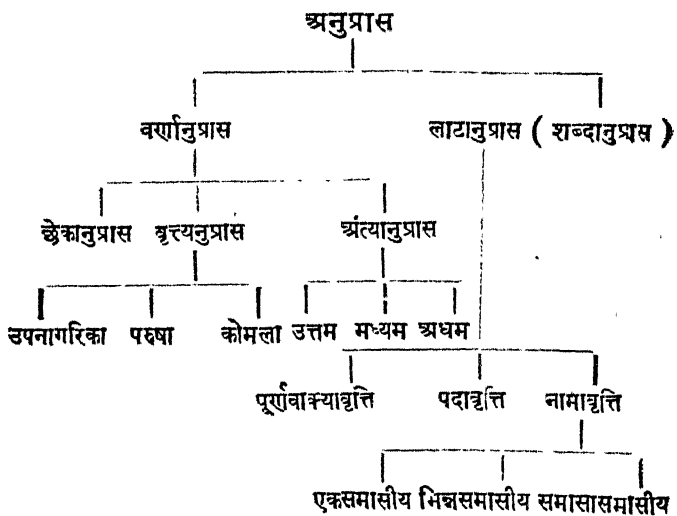 अनुप्रास
वर्णानुप्रास लाटानुप्रास ( शब्दानुप्रास )
छेकानुप्रास वृत्त्यनुप्रास अंत्यानुप्रास
उपनागरिका परुषा कोमला उत्तम मध्यम अधम
पूर्णवाक्यावृत्ति पदावृत्ति नामावृत्ति
एकसमासीय भिन्नसमासीय समासासमासीय